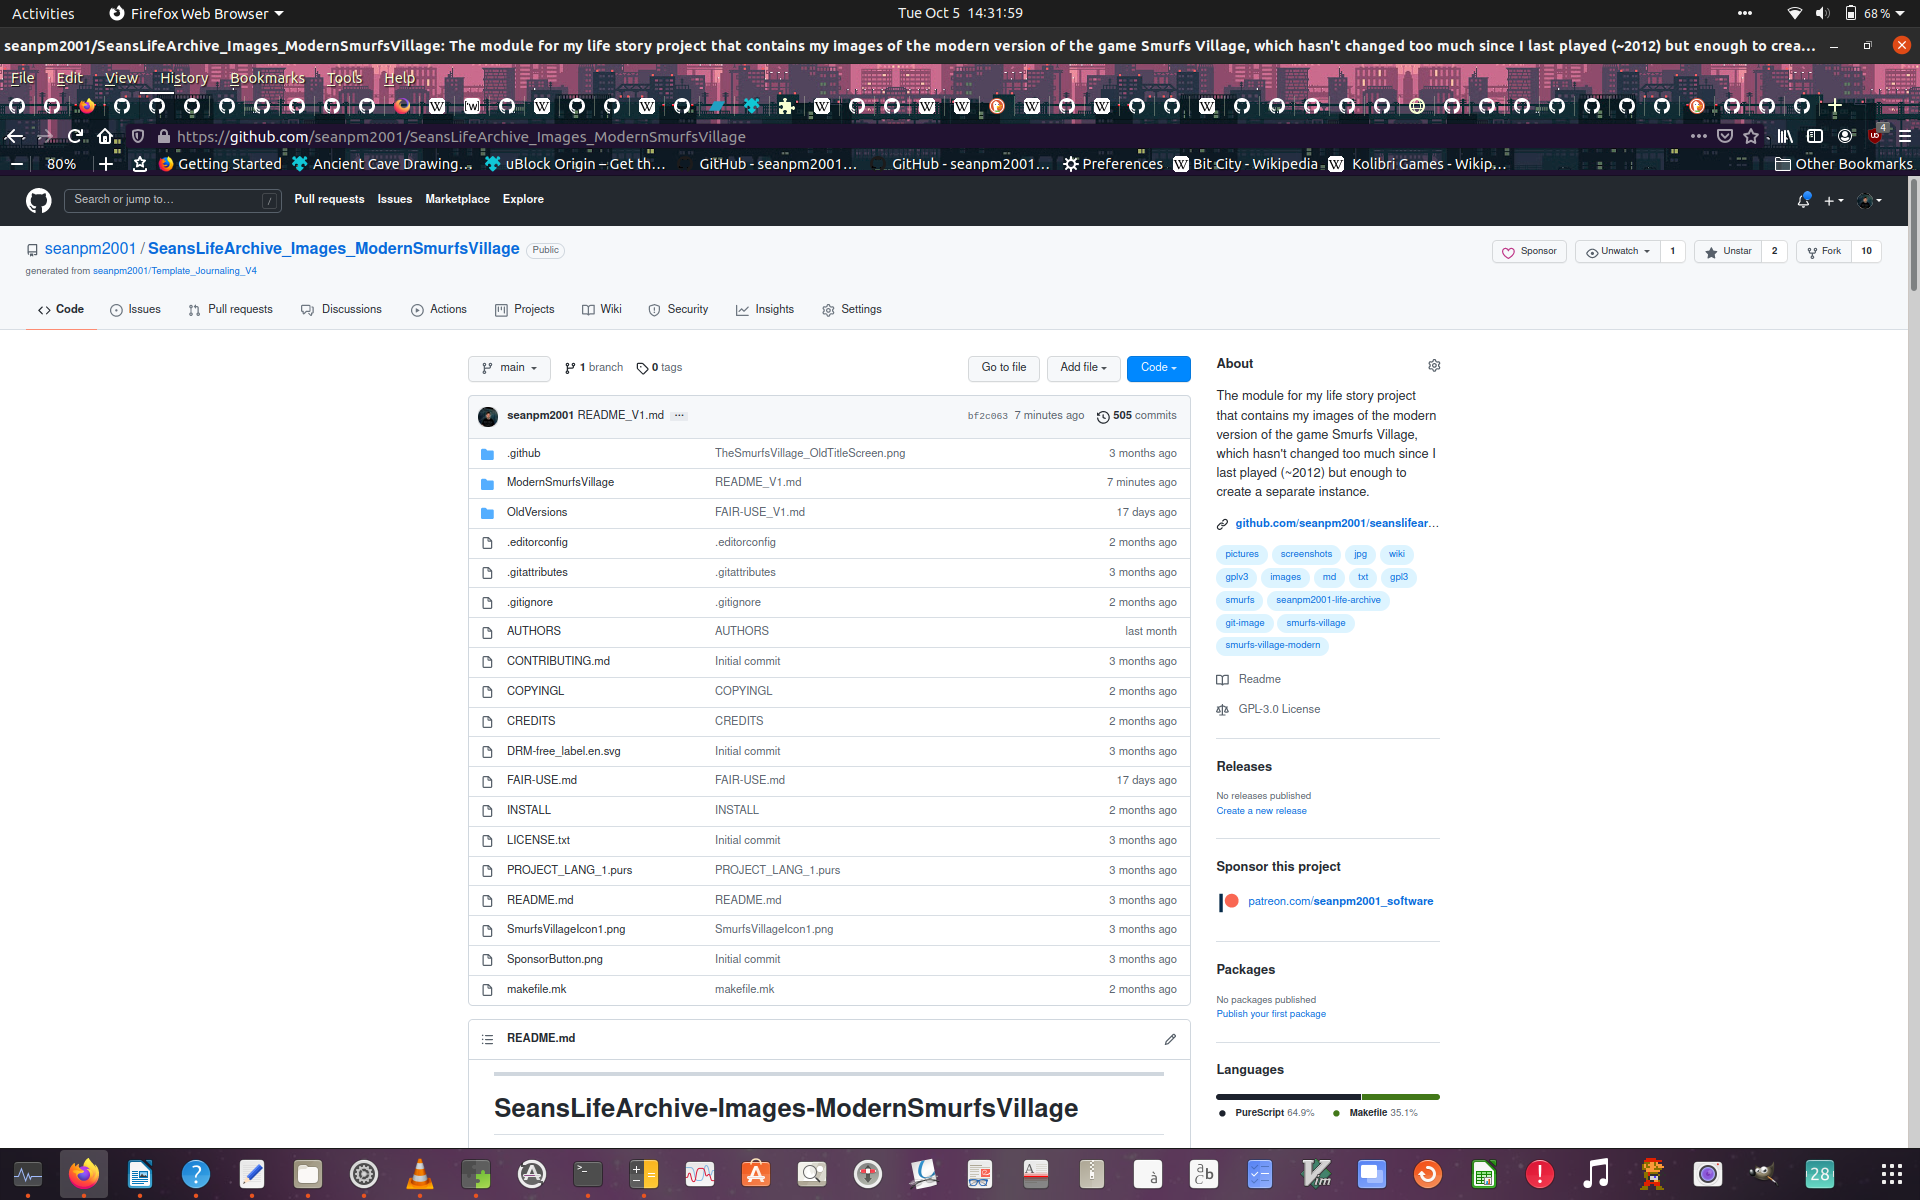 Activities Firefox Web Browser Tue Oct 5 14:31:59 68 %
seanpm2001/SeansLifeArchive_Images_ModernSmurfsVillage: The module for my life story project that contains my images of the modern version of the game Smurfs Village, which hasn't changed too much since I last played (~2012) but enough to crea…
File Edit View History Bookmarks Tools Help
https://github.com/seanpm2001/SeansLifeArchive_Images_ModernSmurfsVillage 4
80% Getting Started Ancient Cave Drawing… uBlock Origin – Get th… GitHub - seanpm2001… GitHub - seanpm2001… Preferences Bit City - Wikipedia Kolibri Games - Wikip… Other Bookmarks
Search or jump to… / Pull requests Issues Marketplace Explore
seanpm2001 / SeansLifeArchive_Images_ModernSmurfsVillage Public Sponsor Unwatch 1 Unstar 2 Fork 10
generated from seanpm2001/Template_Journaling_V4
Code Issues Pull requests Discussions Actions Projects Wiki Security Insights Settings
main 1 branch 0 tags Go to file Add file Code
seanpm2001 README_V1.md ... bf2c063 7 minutes ago 505 commits
.github TheSmurfsVillage_OldTitleScreen.png 3 months ago
ModernSmurfsVillage README_V1.md 7 minutes ago
OldVersions FAIR-USE_V1.md 17 days ago
.editorconfig .editorconfig 2 months ago
.gitattributes .gitattributes 3 months ago
.gitignore .gitignore 2 months ago
AUTHORS AUTHORS last month
CONTRIBUTING.md Initial commit 3 months ago
COPYINGL COPYINGL 2 months ago
CREDITS CREDITS 2 months ago
DRM-free_label.en.svg Initial commit 3 months ago
FAIR-USE.md FAIR-USE.md 17 days ago
INSTALL INSTALL 2 months ago
LICENSE.txt Initial commit 3 months ago
PROJECT_LANG_1.purs PROJECT_LANG_1.purs 3 months ago
README.md README.md 3 months ago
SmurfsVillageIcon1.png SmurfsVillageIcon1.png 3 months ago
SponsorButton.png Initial commit 3 months ago
makefile.mk makefile.mk 2 months ago
README.md
SeansLifeArchive-Images-ModernSmurfsVillage
About
The module for my life story project
that contains my images of the modern
version of the game Smurfs Village,
which hasn't changed too much since I
last played (~2012) but enough to
create a separate instance.
github.com/seanpm2001/seanslifear…
pictures screenshots jpg wiki
gplv3 images md txt gpl3
smurfs seanpm2001-life-archive
git-image smurfs-village
smurfs-village-modern
Readme
GPL-3.0 License
Releases
No releases published
Create a new release
Sponsor this project
patreon.com/seanpm2001_software
Packages
No packages published
Publish your first package
Languages
PureScript 64.9% Makefile 35.1%
28